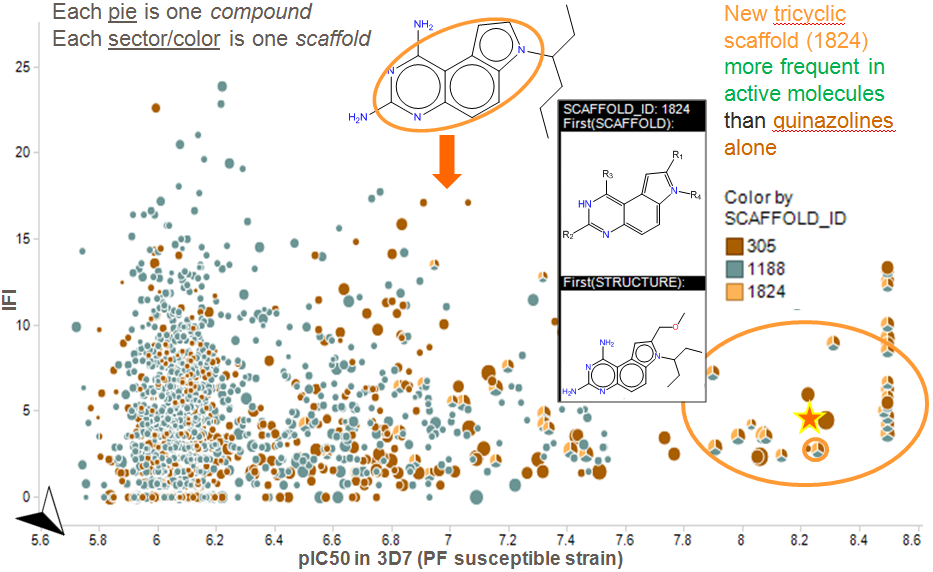 Each pie is one compound
Each sector/color is one scaffold
New tricyclic
scaffold (1824)
more frequent in
active molecules
than quinazolines
alone
NH2
N
N
H2N
N
SCAFFOLD_ID: 1824
First(SCAFFOLD):
R1
R3
R4
HN
N
R2
N
First(STRUCTURE):
O
NH2
N
N
H2N
N
Color by
SCAFFOLD_ID
305
1188
1824
IFI
25
20
15
10
5
0
5.6 5.8 6 6.2 6.4 6.6 6.8 7 7.2 7.4 7.6 7.8 8 8.2 8.4 8.6
pIC50 in 3D7 (PF susceptible strain)